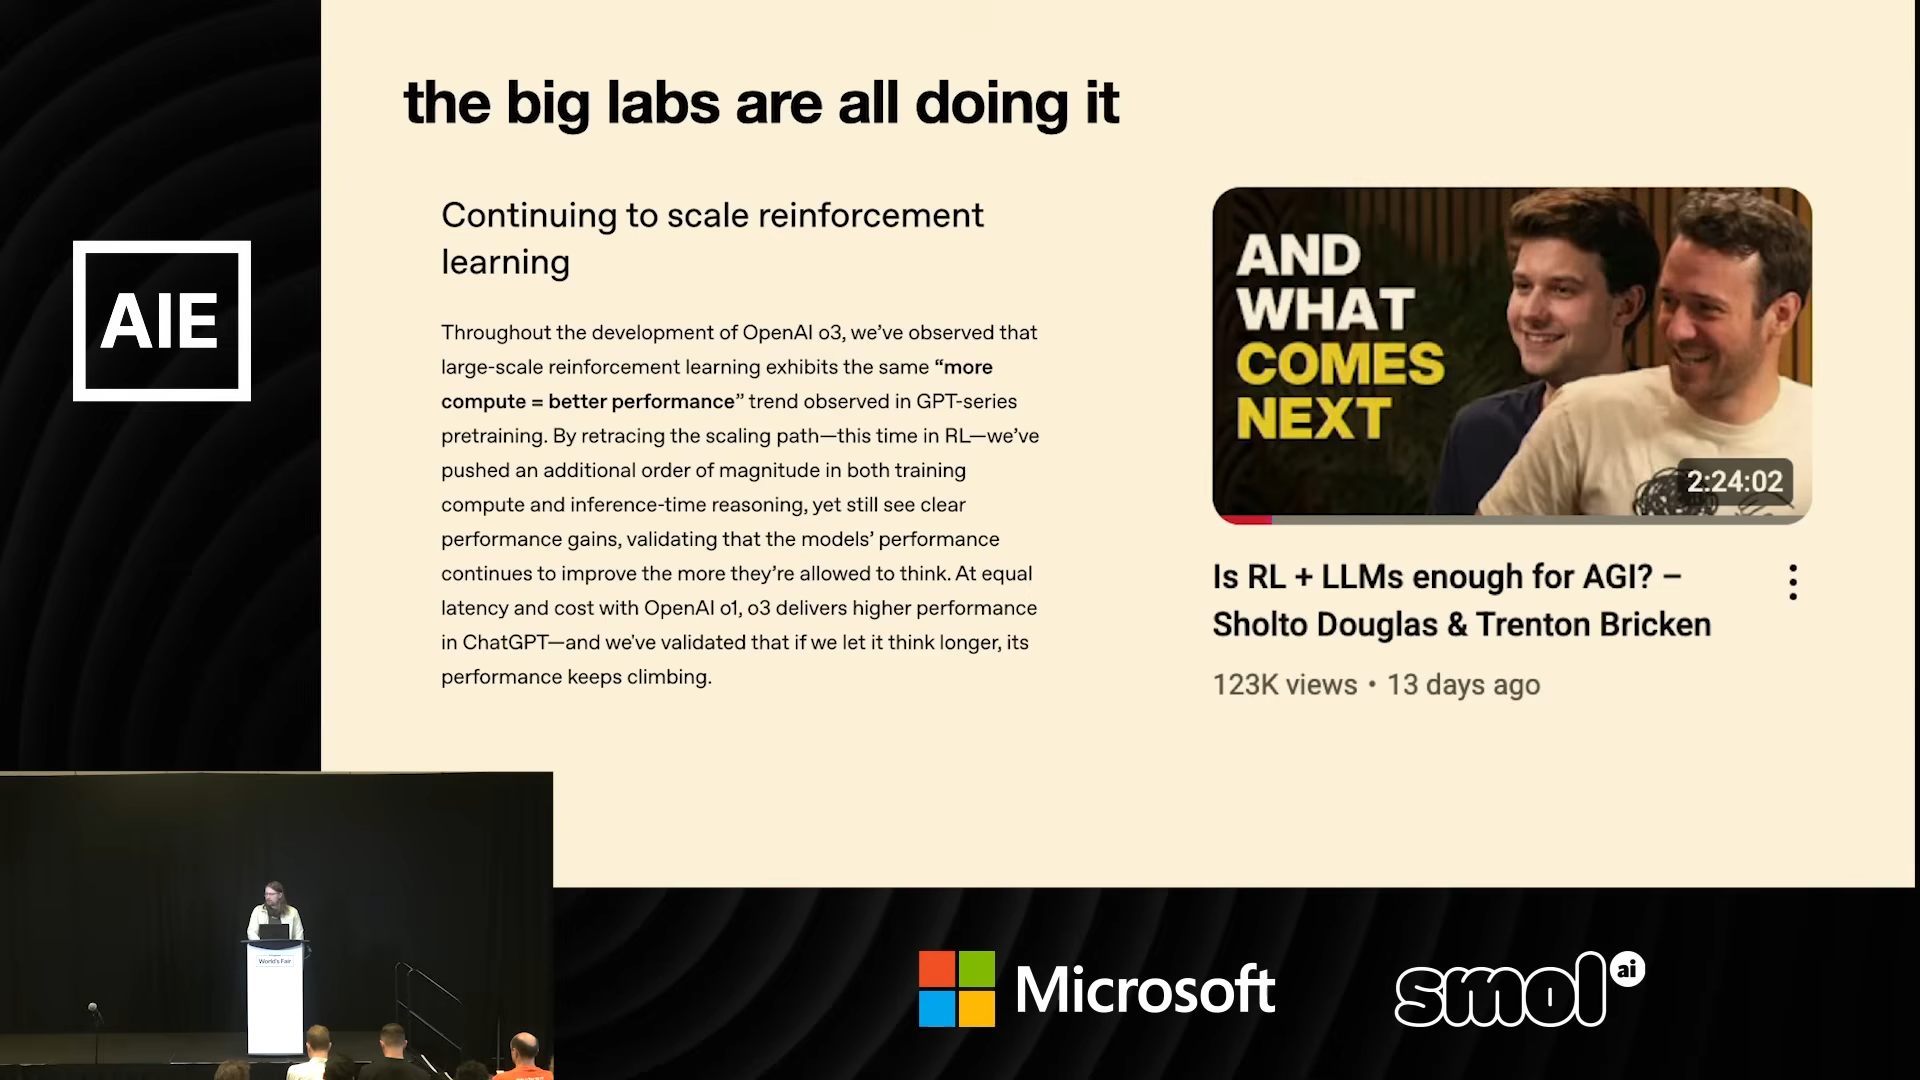 the big labs are all doing it
Continuing to scale reinforcement
learning
Throughout the development of OpenAI o3, we’ve observed that
large-scale reinforcement learning exhibits the same “more
compute = better performance” trend observed in GPT-series
pretraining. By retracing the scaling path—this time in RL—we’ve
pushed an additional order of magnitude in both training
compute and inference-time reasoning, yet still see clear
performance gains, validating that the models’ performance
continues to improve the more they’re allowed to think. At equal
latency and cost with OpenAI o1, o3 delivers higher performance
in ChatGPT—and we've validated that if we let it think longer, its
performance keeps climbing.
AND
WHAT
COMES
NEXT
2:24:02
Is RL + LLMs enough for AGI? –
Sholto Douglas & Trenton Bricken
123K views • 13 days ago
AIE
World's Fair
Microsoft
smol ai